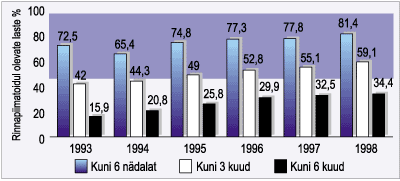 Rinnapiimatoidul olevate laste %
100
80
60
40
20
0
72,5 42 15,9
65,4 44,3 20,8
74,8 49 25,8
77,3 52,8 29,9
77,8 55,1 32,5
81,4 59,1 34,4
1993 1994 1995 1996 1997 1998
Kuni 6 nädalat Kuni 3 kuud Kuni 6 kuud